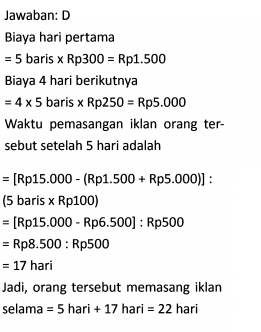 Jawaban: D
Biaya hari pertama
= 5 baris x Rp300 = Rp1.500
Biaya 4 hari berikutnya
= 4 x 5 baris x Rp250 = Rp5.000
Waktu pemasangan iklan orang ter-
sebut setelah 5 hari adalah
= [Rp15.000 - (Rp1.500 + Rp5.000)] :
(5 baris x Rp100)
= [Rp15.000 - Rp6.500] : Rp500
= Rp8.500 : Rp500
= 17 hari
Jadi, orang tersebut memasang iklan
selama = 5 hari + 17 hari = 22 hari